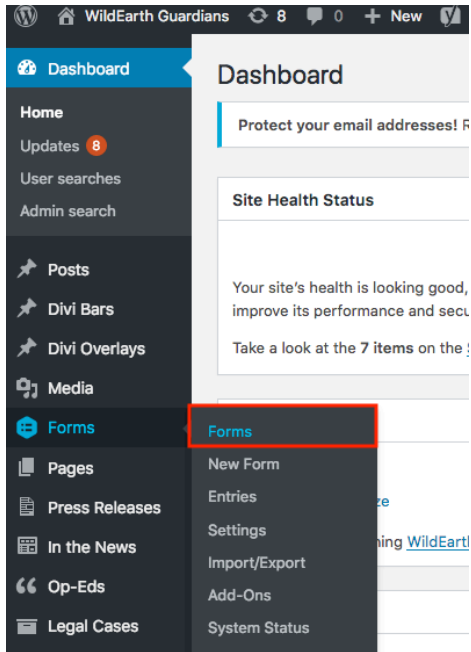 WildEarth Guardians 8 0 + New
Dashboard
Home
Updates 8
User searches
Admin search
Posts
Divi Bars
Divi Overlays
Media
Forms
Pages
Press Releases
In the News
Op-Eds
Legal Cases
Forms
New Form
Entries
Settings
Import/Export
Add-Ons
System Status
Dashboard
Protect your email addresses! R
Site Health Status
Your site's health is looking good,
improve its performance and secu
Take a look at the 7 items on the S
ze
ning WildEarth